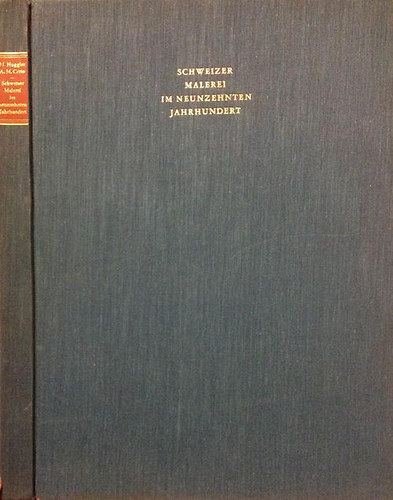 SCHWEIZER
MALEREI
IM NEUNZEHNTEN
JAHRHUNDERT
Huggler
A. M. Cetto
Schweizer
Malerei
im
neunzehnten
Jahrhundert